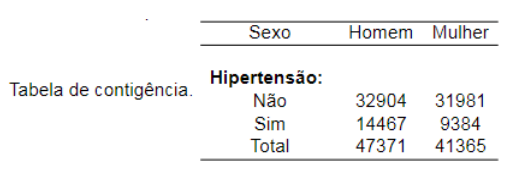 Sexo Homem Mulher
Hipertensão:
Tabela de contigência.
Não 32904 31981
Sim 14467 9384
Total 47371 41365